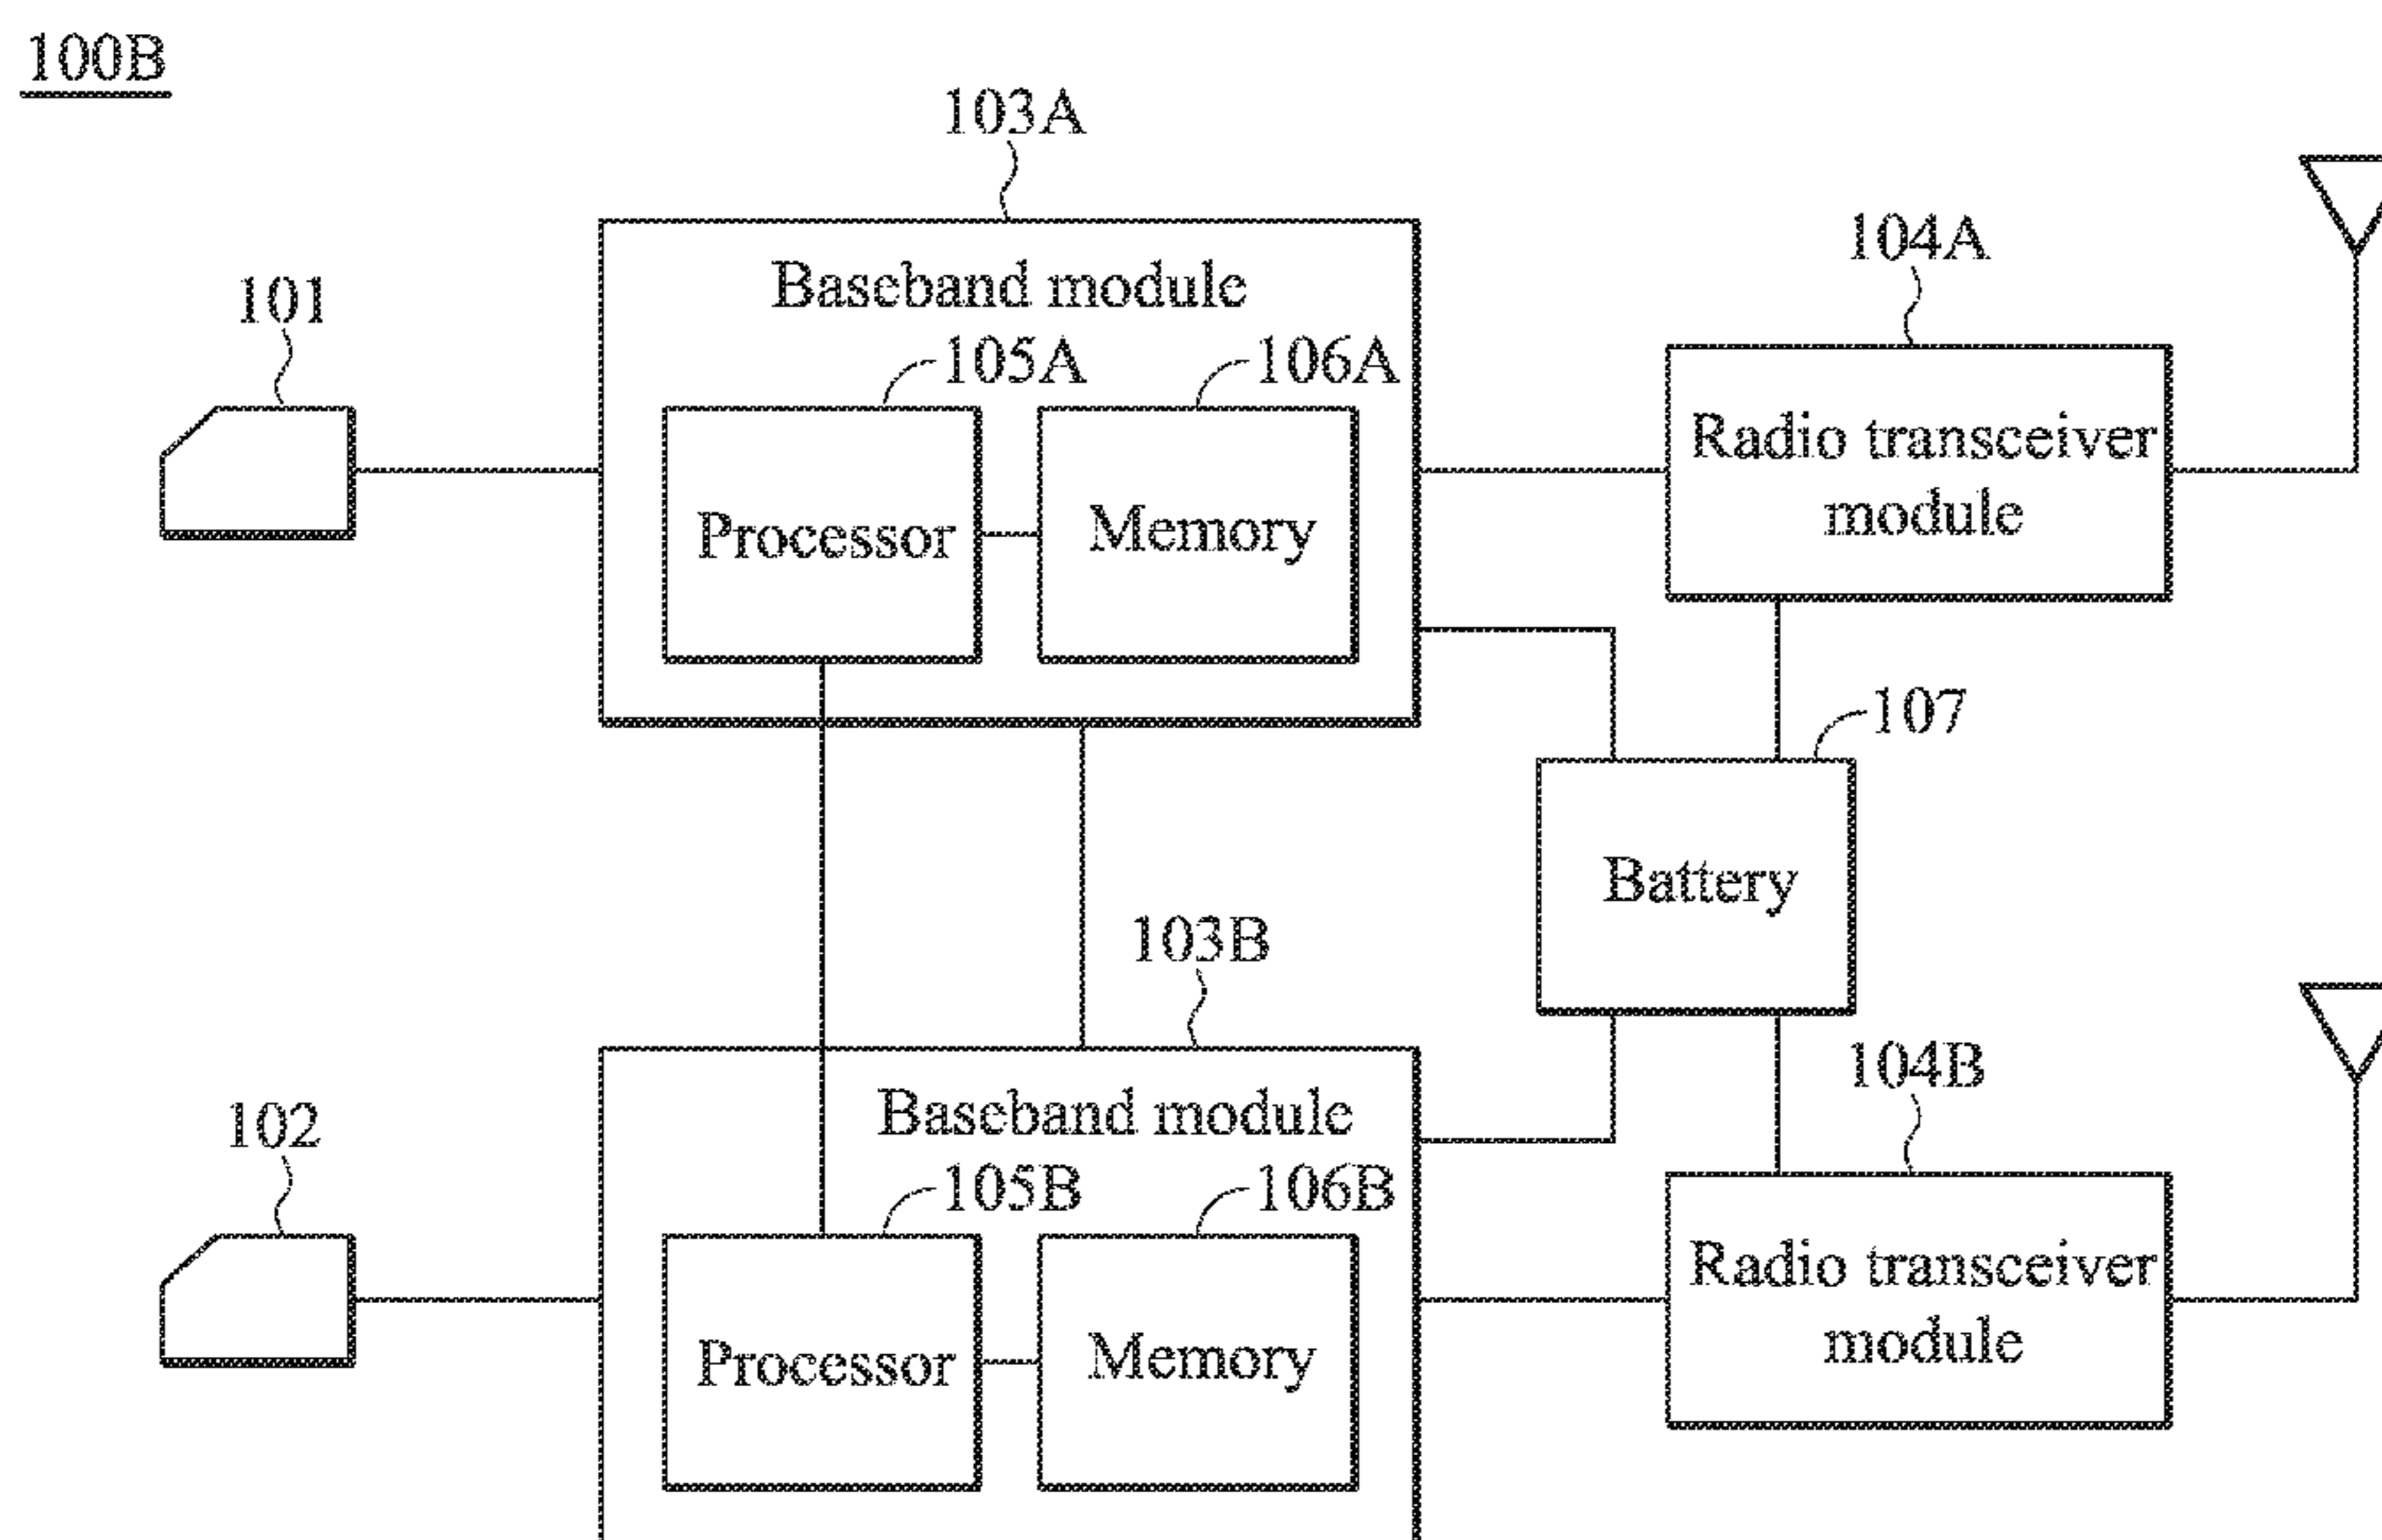 100B
103A
104A
101
Baseband module
105A
106A
Radio transceiver
module
Processor
Memory
107
Battery
103B
104B
102
Baseband module
105B
106B
Radio transceiver
module
Processor
Memory